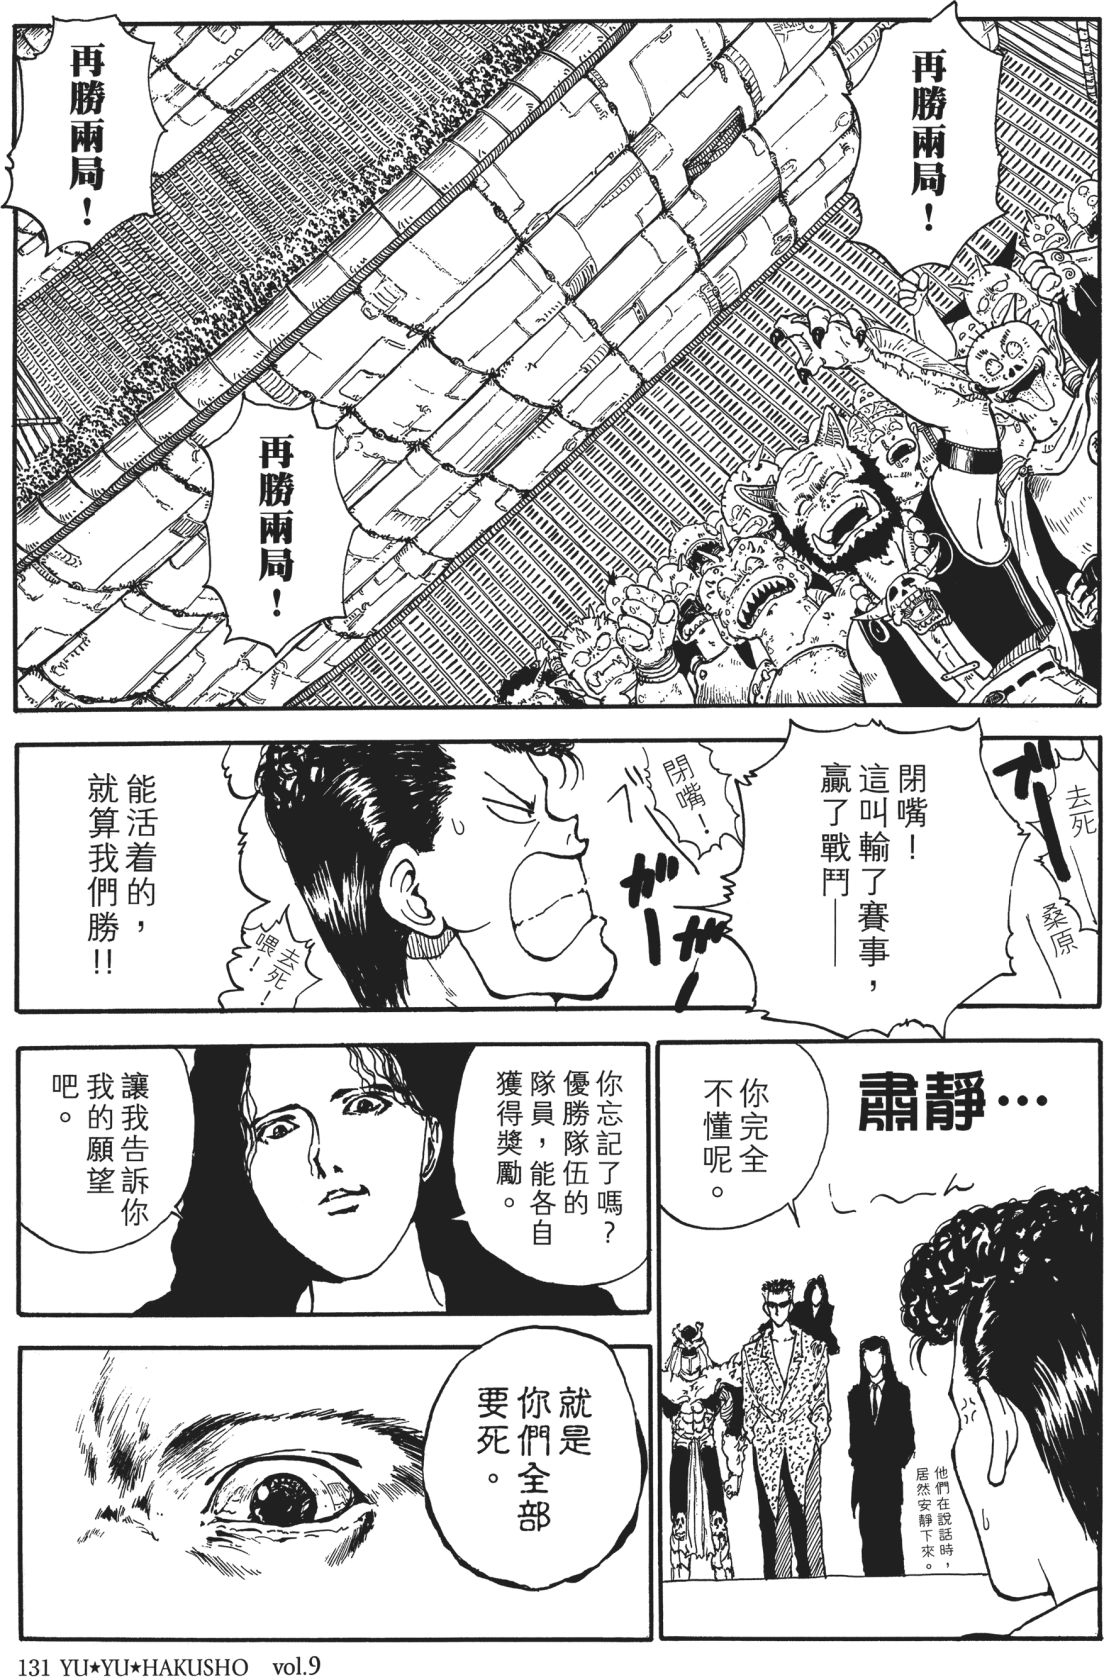 再勝兩局！
再勝兩局！
再勝兩局！
去死
桑原
閉嘴！
這叫輸了賽事，
贏了戰鬥——
閉嘴！
ガーガー
去死！
喂！
能活着的，
就算我們勝!!
肅靜…
你完全
不懂呢。
他們在說話時，
居然安靜下來。
你忘記了嗎？
優勝隊伍的
隊員，能各自
獲得獎勵。
讓我告訴你
我的願望
吧。
就是
你們全部
要死。
131 YU★YU★HAKUSHO vol.9